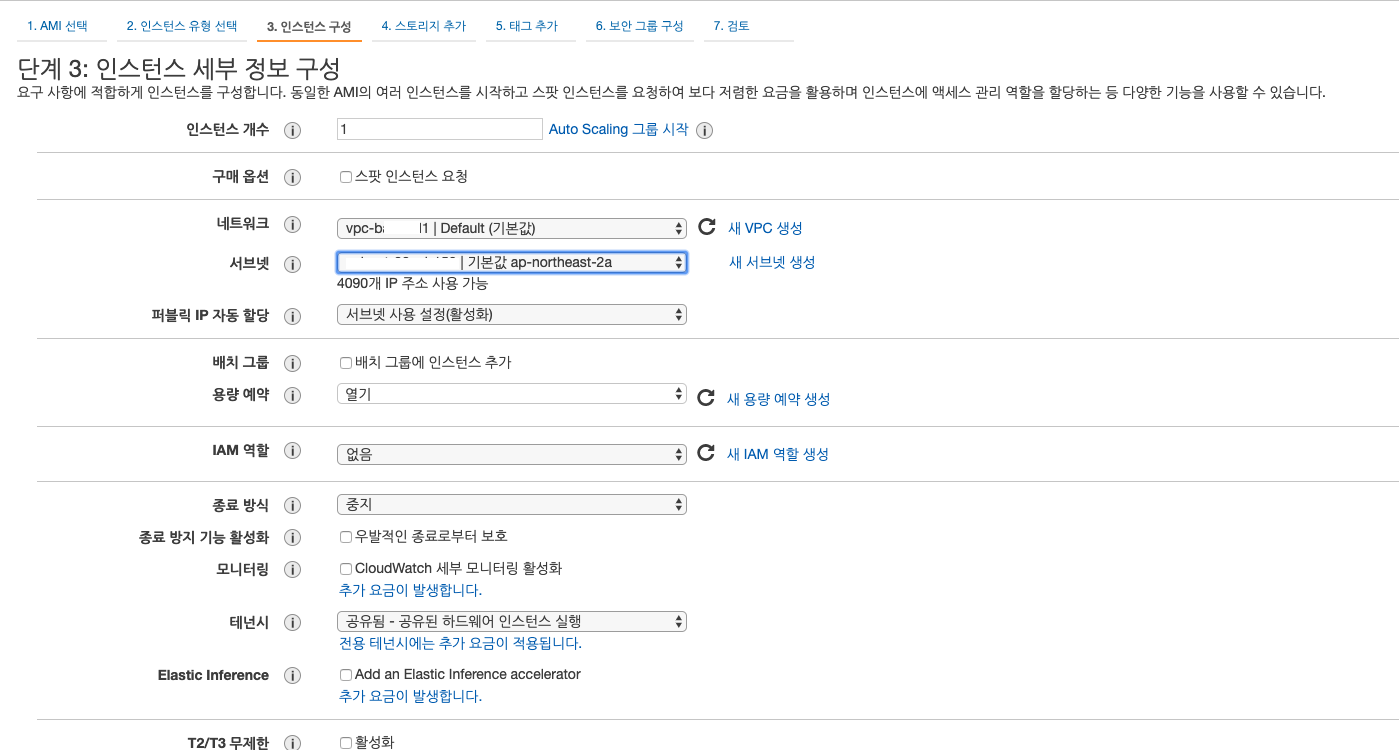 1. AMI 선택 2. 인스턴스 유형 선택 3. 인스턴스 구성 4. 스토리지 추가 5. 태그 추가 6. 보안 그룹 구성 7. 검토
단계 3: 인스턴스 세부 정보 구성
요구 사항에 적합하게 인스턴스를 구성합니다. 동일한 AMI의 여러 인스턴스를 시작하고 스팟 인스턴스를 요청하여 보다 저렴한 요금을 활용하며 인스턴스에 액세스 관리 역할을 할당하는 등 다양한 기능을 사용할 수 있습니다.
인스턴스 개수 i 1 Auto Scaling 그룹 시작 i
구매 옵션 i 스팟 인스턴스 요청
네트워크 i | Default (기본값) 새 VPC 생성
서브넷 i | 기본값 ap-northeast-2a 새 서브넷 생성
4090개 IP 주소 사용 가능
퍼블릭 IP 자동 할당 i 서브넷 사용 설정(활성화)
배치 그룹 i 배치 그룹에 인스턴스 추가
용량 예약 i 열기 새 용량 예약 생성
IAM 역할 i 없음 새 IAM 역할 생성
종료 방식 i 중지
종료 방지 기능 활성화 i 우발적인 종료로부터 보호
모니터링 i CloudWatch 세부 모니터링 활성화
추가 요금이 발생합니다.
테넌시 i 공유됨 - 공유된 하드웨어 인스턴스 실행
전용 테넌시에는 추가 요금이 적용됩니다.
Elastic Inference i Add an Elastic Inference accelerator
추가 요금이 발생합니다.
T2/T3 무제한 i 활성화